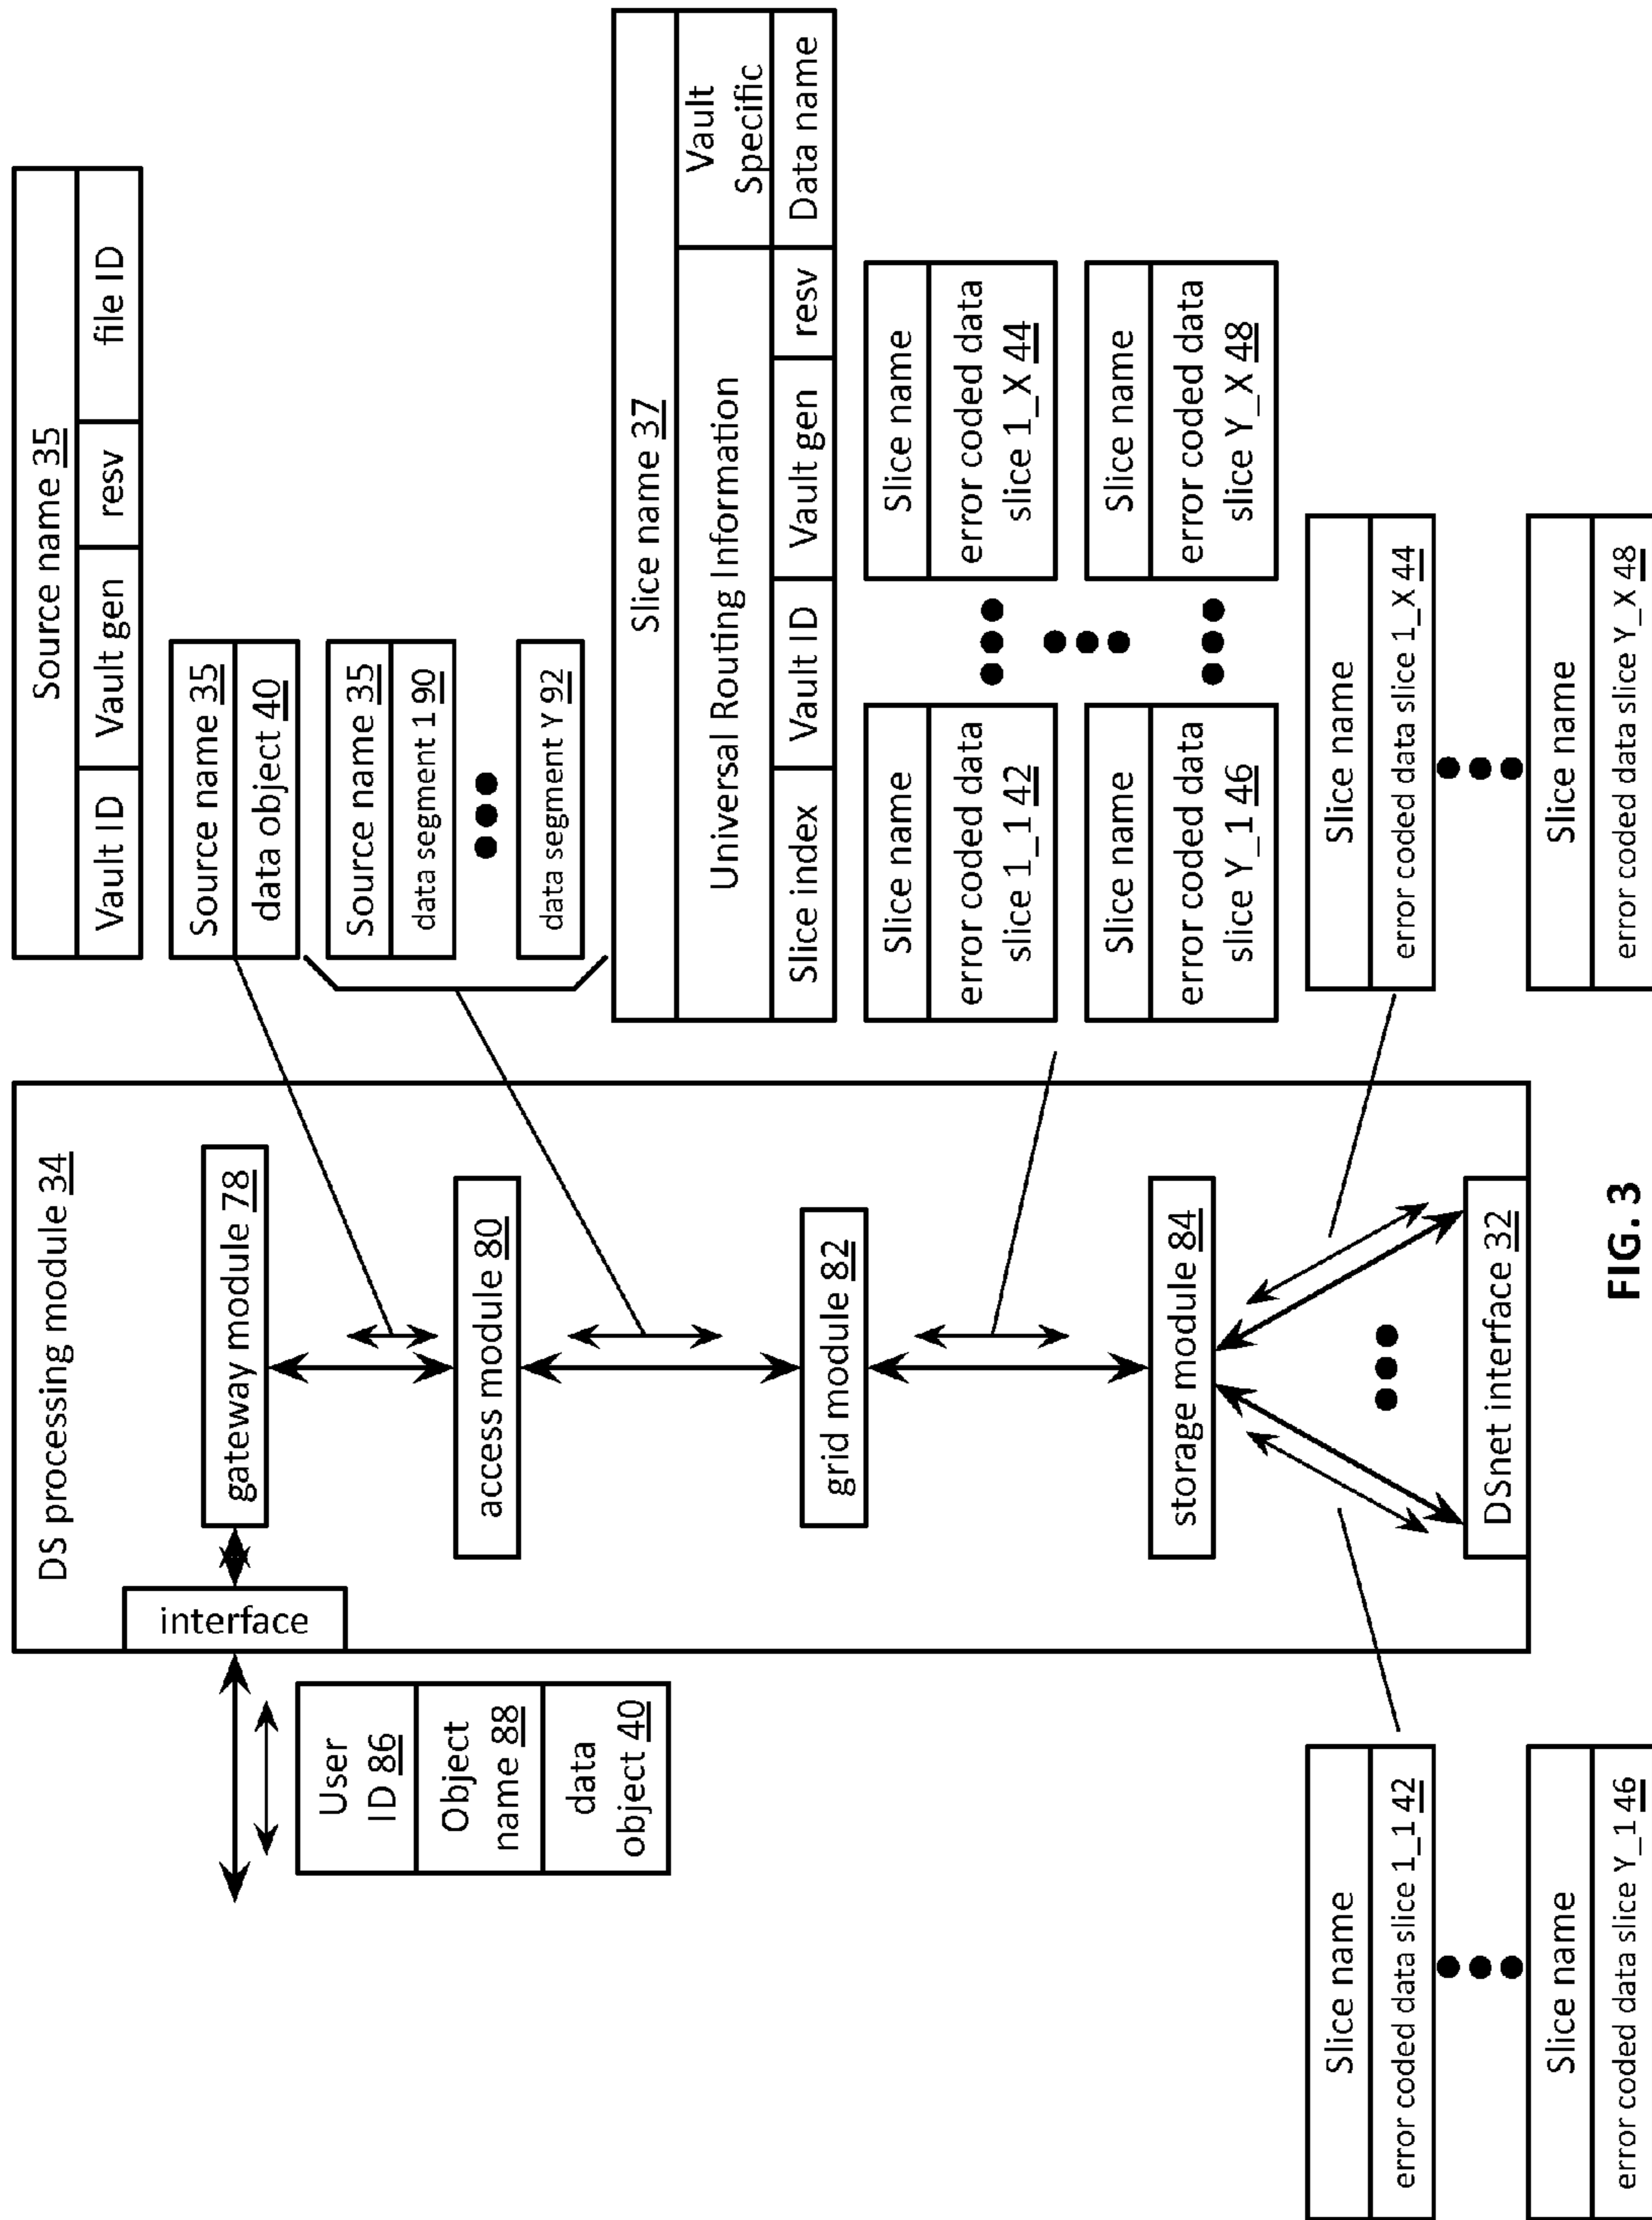 DS processing module 34
interface
gateway module 78
access module 80
grid module 82
storage module 84
DSnet interface 32
User
ID 86
Object
name 88
data
object 40
Source name 35
Vault ID
Vault gen
resv
file ID
Source name 35
data object 40
Source name 35
data segment 1 90
data segment Y 92
Slice name 37
Universal Routing Information
Vault
Specific
Slice index
Vault ID
Vault gen
resv
Data name
Slice name
error coded data
slice 1_1 42
Slice name
error coded data
slice 1_X 44
Slice name
error coded data
slice Y_1 46
Slice name
error coded data
slice Y_X 48
Slice name
error coded data slice 1_1 42
Slice name
error coded data slice Y_1 46
Slice name
error coded data slice 1_X 44
Slice name
error coded data slice Y_X 48
FIG. 3